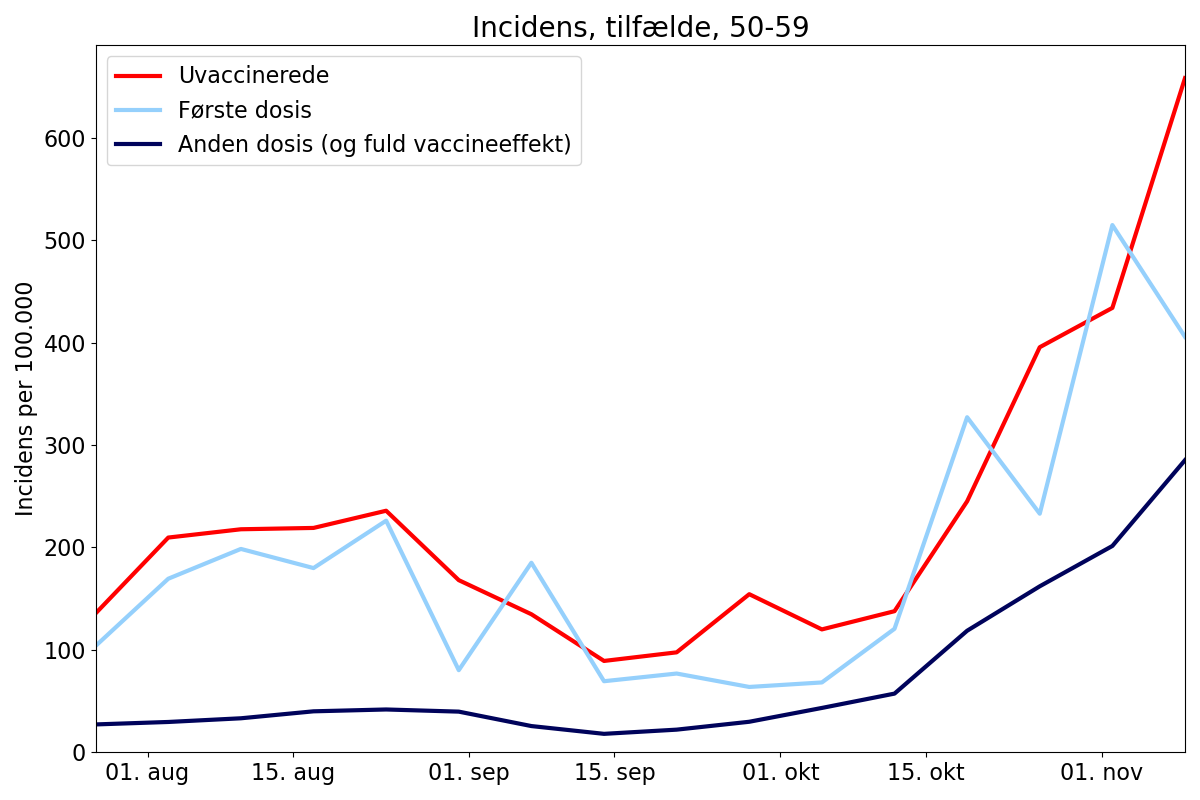 Incidens, tilfælde, 50-59
Uvaccinerede
Første dosis
Anden dosis (og fuld vaccineeffekt)
Incidens per 100.000
600
500
400
300
200
100
0
01. aug 15. aug 01. sep 15. sep 01. okt 15. okt 01. nov